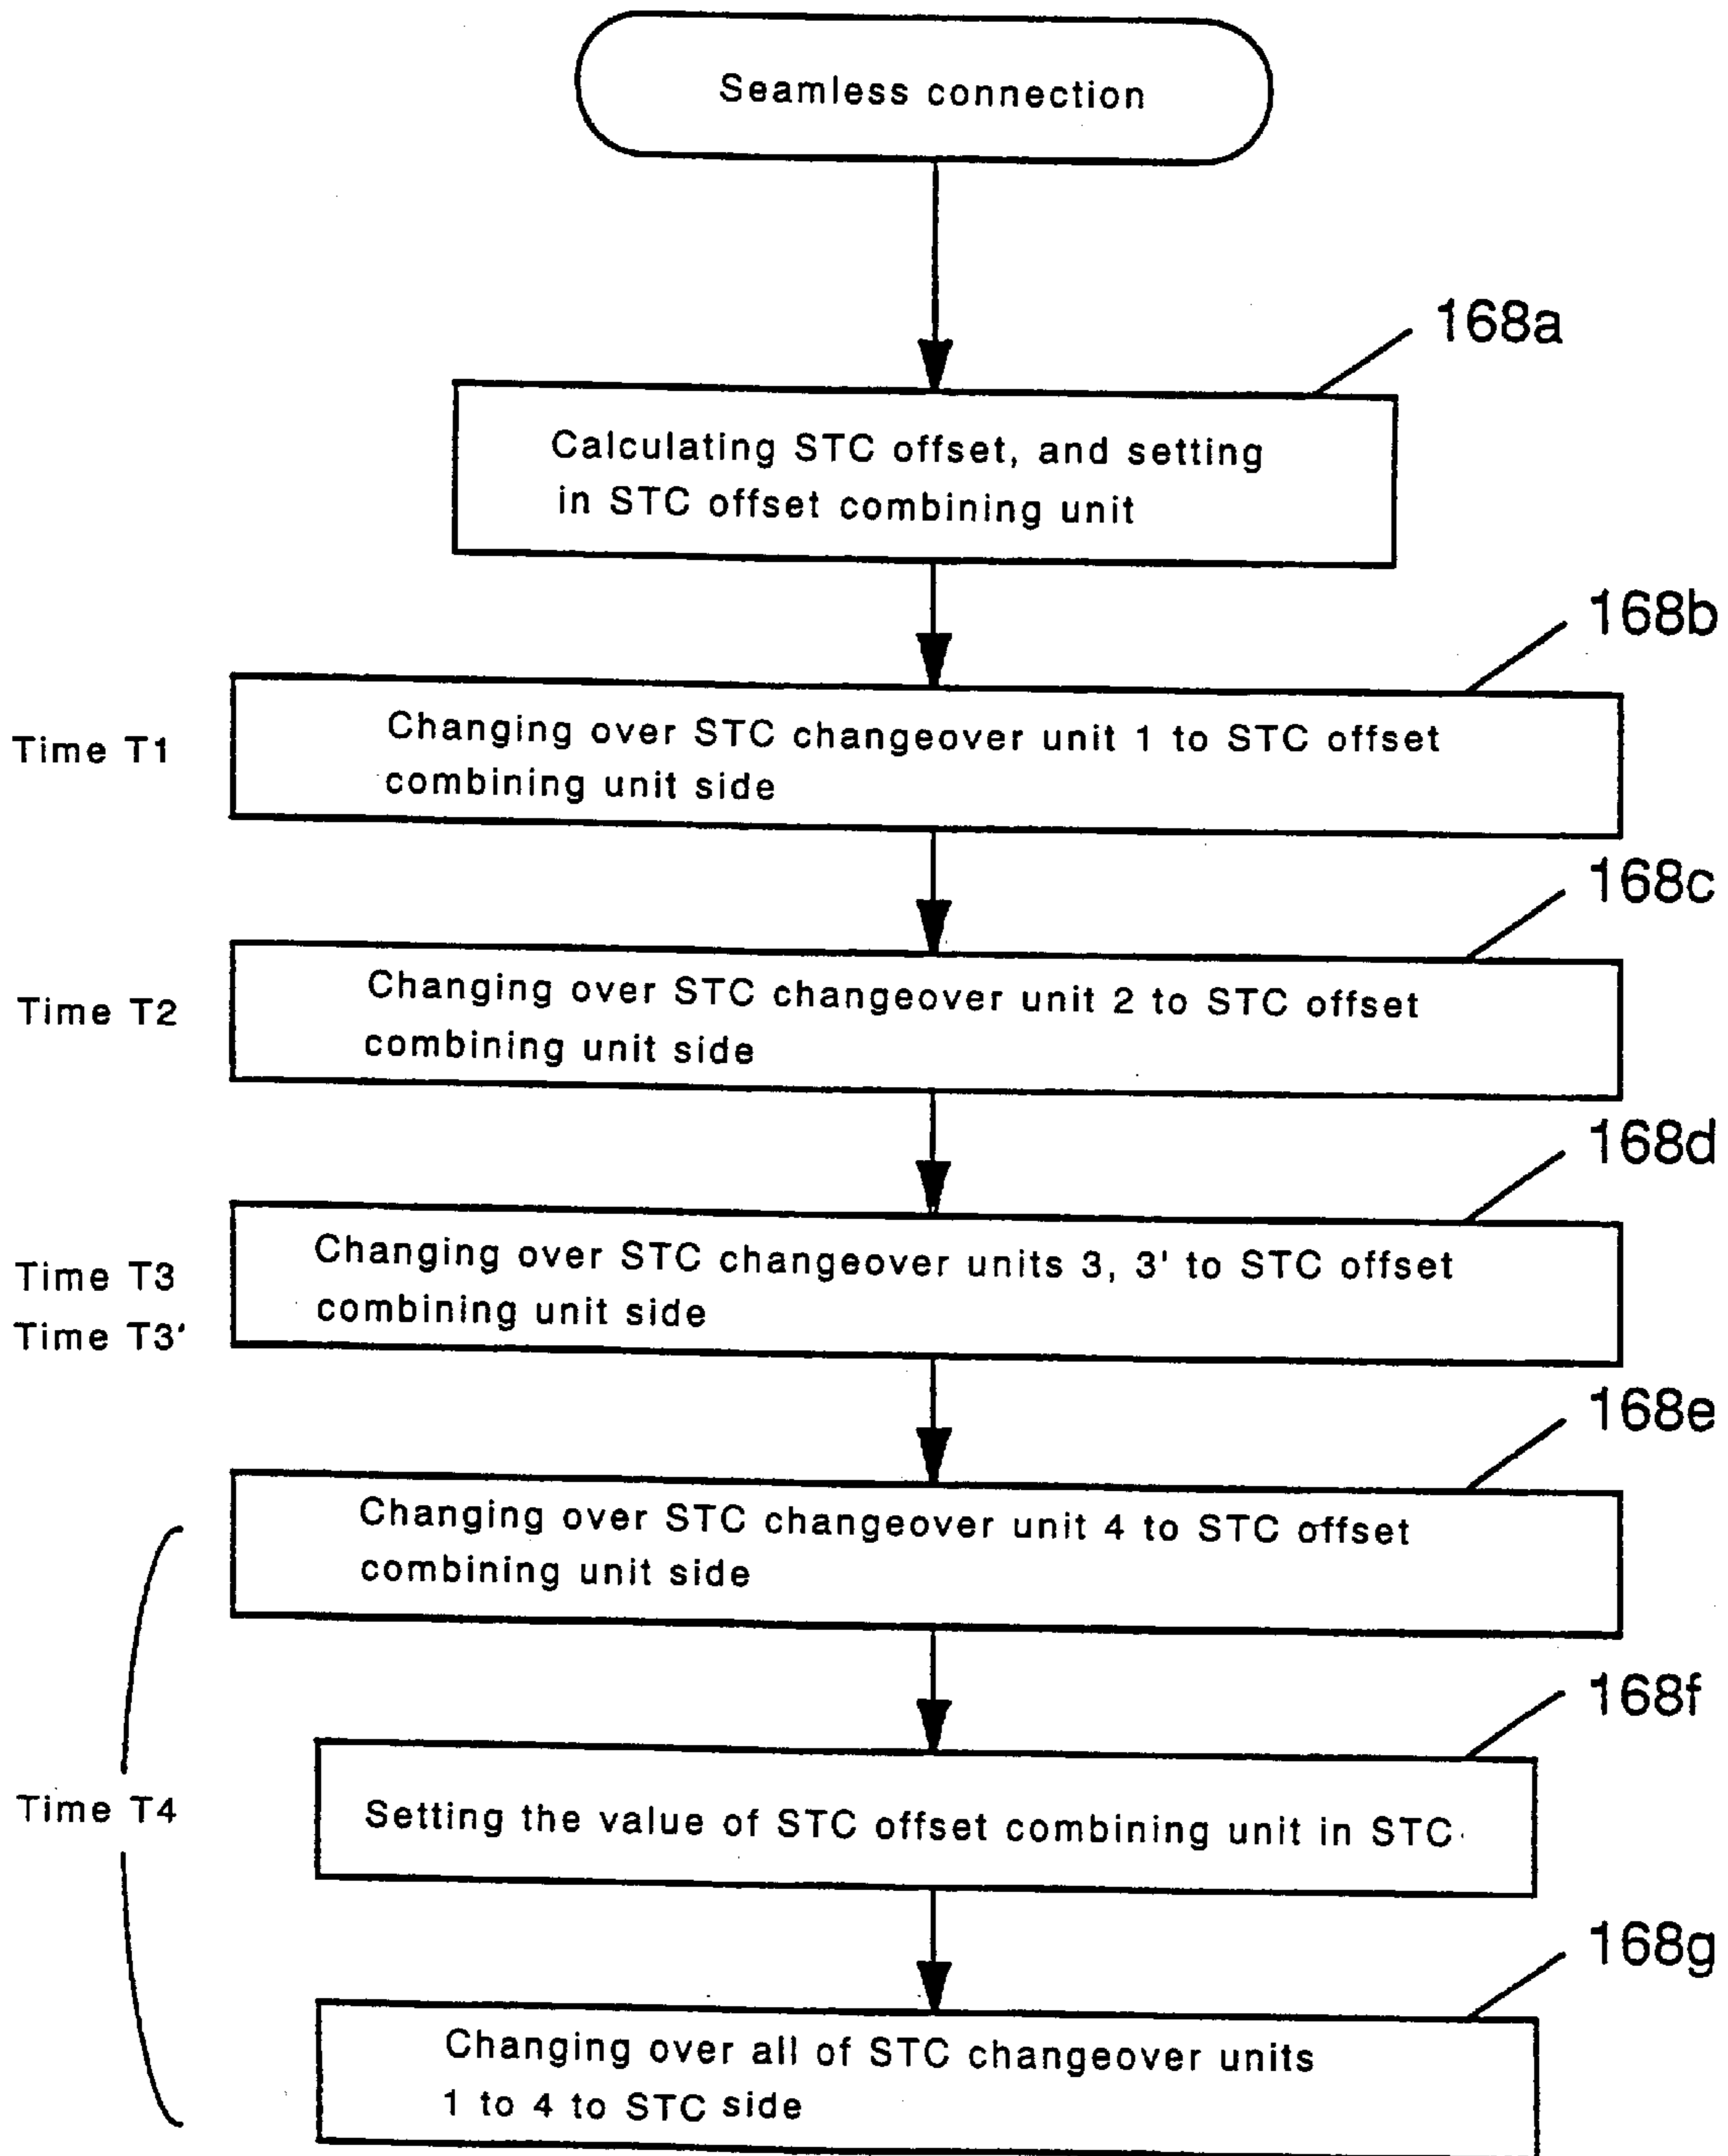 Seamless connection
168a
Calculating STC offset, and setting
in STC offset combining unit
168b
Time T1
Changing over STC changeover unit 1 to STC offset
combining unit side
168c
Time T2
Changing over STC changeover unit 2 to STC offset
combining unit side
168d
Time T3
Time T3'
Changing over STC changeover units 3, 3' to STC offset
combining unit side
168e
Changing over STC changeover unit 4 to STC offset
combining unit side
168f
Time T4
Setting the value of STC offset combining unit in STC
168g
Changing over all of STC changeover units
1 to 4 to STC side